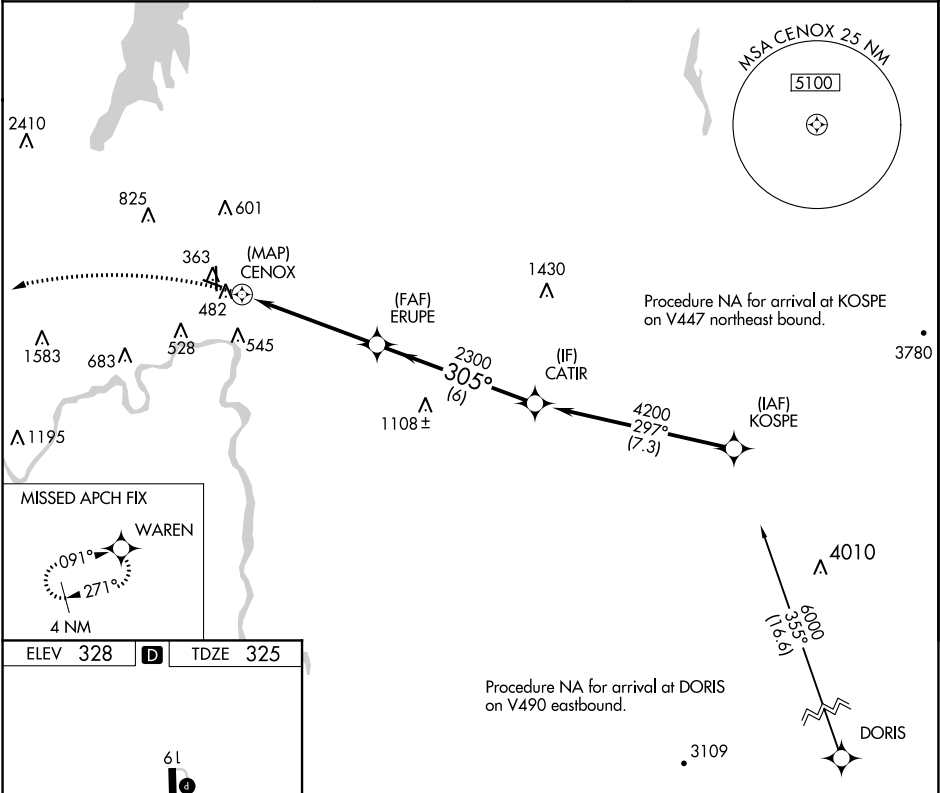 MSA CENOX 25 NM
5100
2410
825
601
363
(MAP)
CENOX
482
1430
(FAF)
ERUPE
Procedure NA for arrival at KOSPE
on V447 northeast bound.
3780
1583
683
528
545
2300
305°
(6)
(IF)
CATIR
1108 ±
4200
297°
(7.3)
(IAF)
KOSPE
1195
MISSED APCH FIX
WAREN
091°
271°
4 NM
4010
6000
355°
(16.6)
ELEV 328 D TDZE 325
Procedure NA for arrival at DORIS
on V490 eastbound.
DORIS
3109
19
P